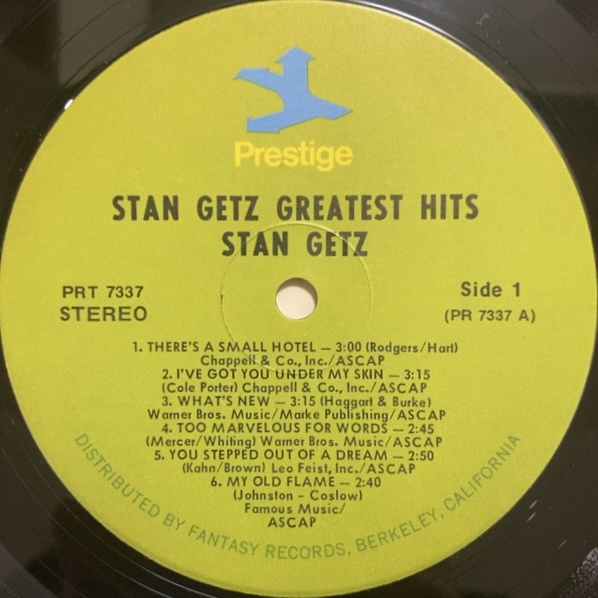 Prestige
STAN GETZ GREATEST HITS
STAN GETZ
PRT 7337
STEREO
Side 1
(PR 7337 A)
1. THERE'S A SMALL HOTEL — 3:00 (Rodgers/Hart)
Chappell & Co., Inc./ASCAP
2. I'VE GOT YOU UNDER MY SKIN — 3:15
(Cole Porter) Chappell & Co., Inc./ASCAP
3. WHAT'S NEW — 3:15 (Haggart & Burke)
Warner Bros. Music/Marke Publishing/ASCAP
4. TOO MARVELOUS FOR WORDS — 2:45
(Mercer/Whiting) Warner Bros. Music/ASCAP
5. YOU STEPPED OUT OF A DREAM — 2:50
(Kahn/Brown) Leo Feist, Inc./ASCAP
6. MY OLD FLAME — 2:40
(Johnston - Coslow)
Famous Music/
ASCAP
DISTRIBUTED BY FANTASY RECORDS, BERKELEY, CALIFORNIA